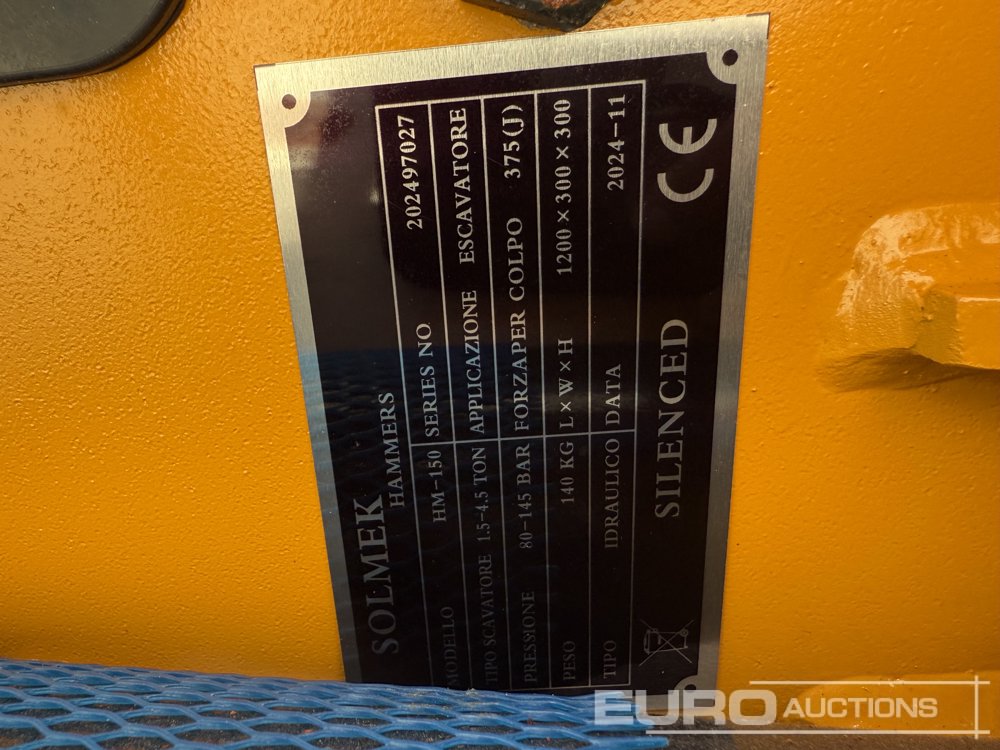 SOLMEK
HAMMERS
MODELLO HM-150 SERIES NO 202497027
TIPO SCAVATORE 1.5-4.5 TON APPLICAZIONE ESCAVATORE
PRESSIONE 80-145 BAR FORZAPER COLPO 375(J)
PESO 140 KG L×W×H 1200×300×300
TIPO IDRAULICO DATA 2024-11
SILENCED CE
EURO AUCTIONS